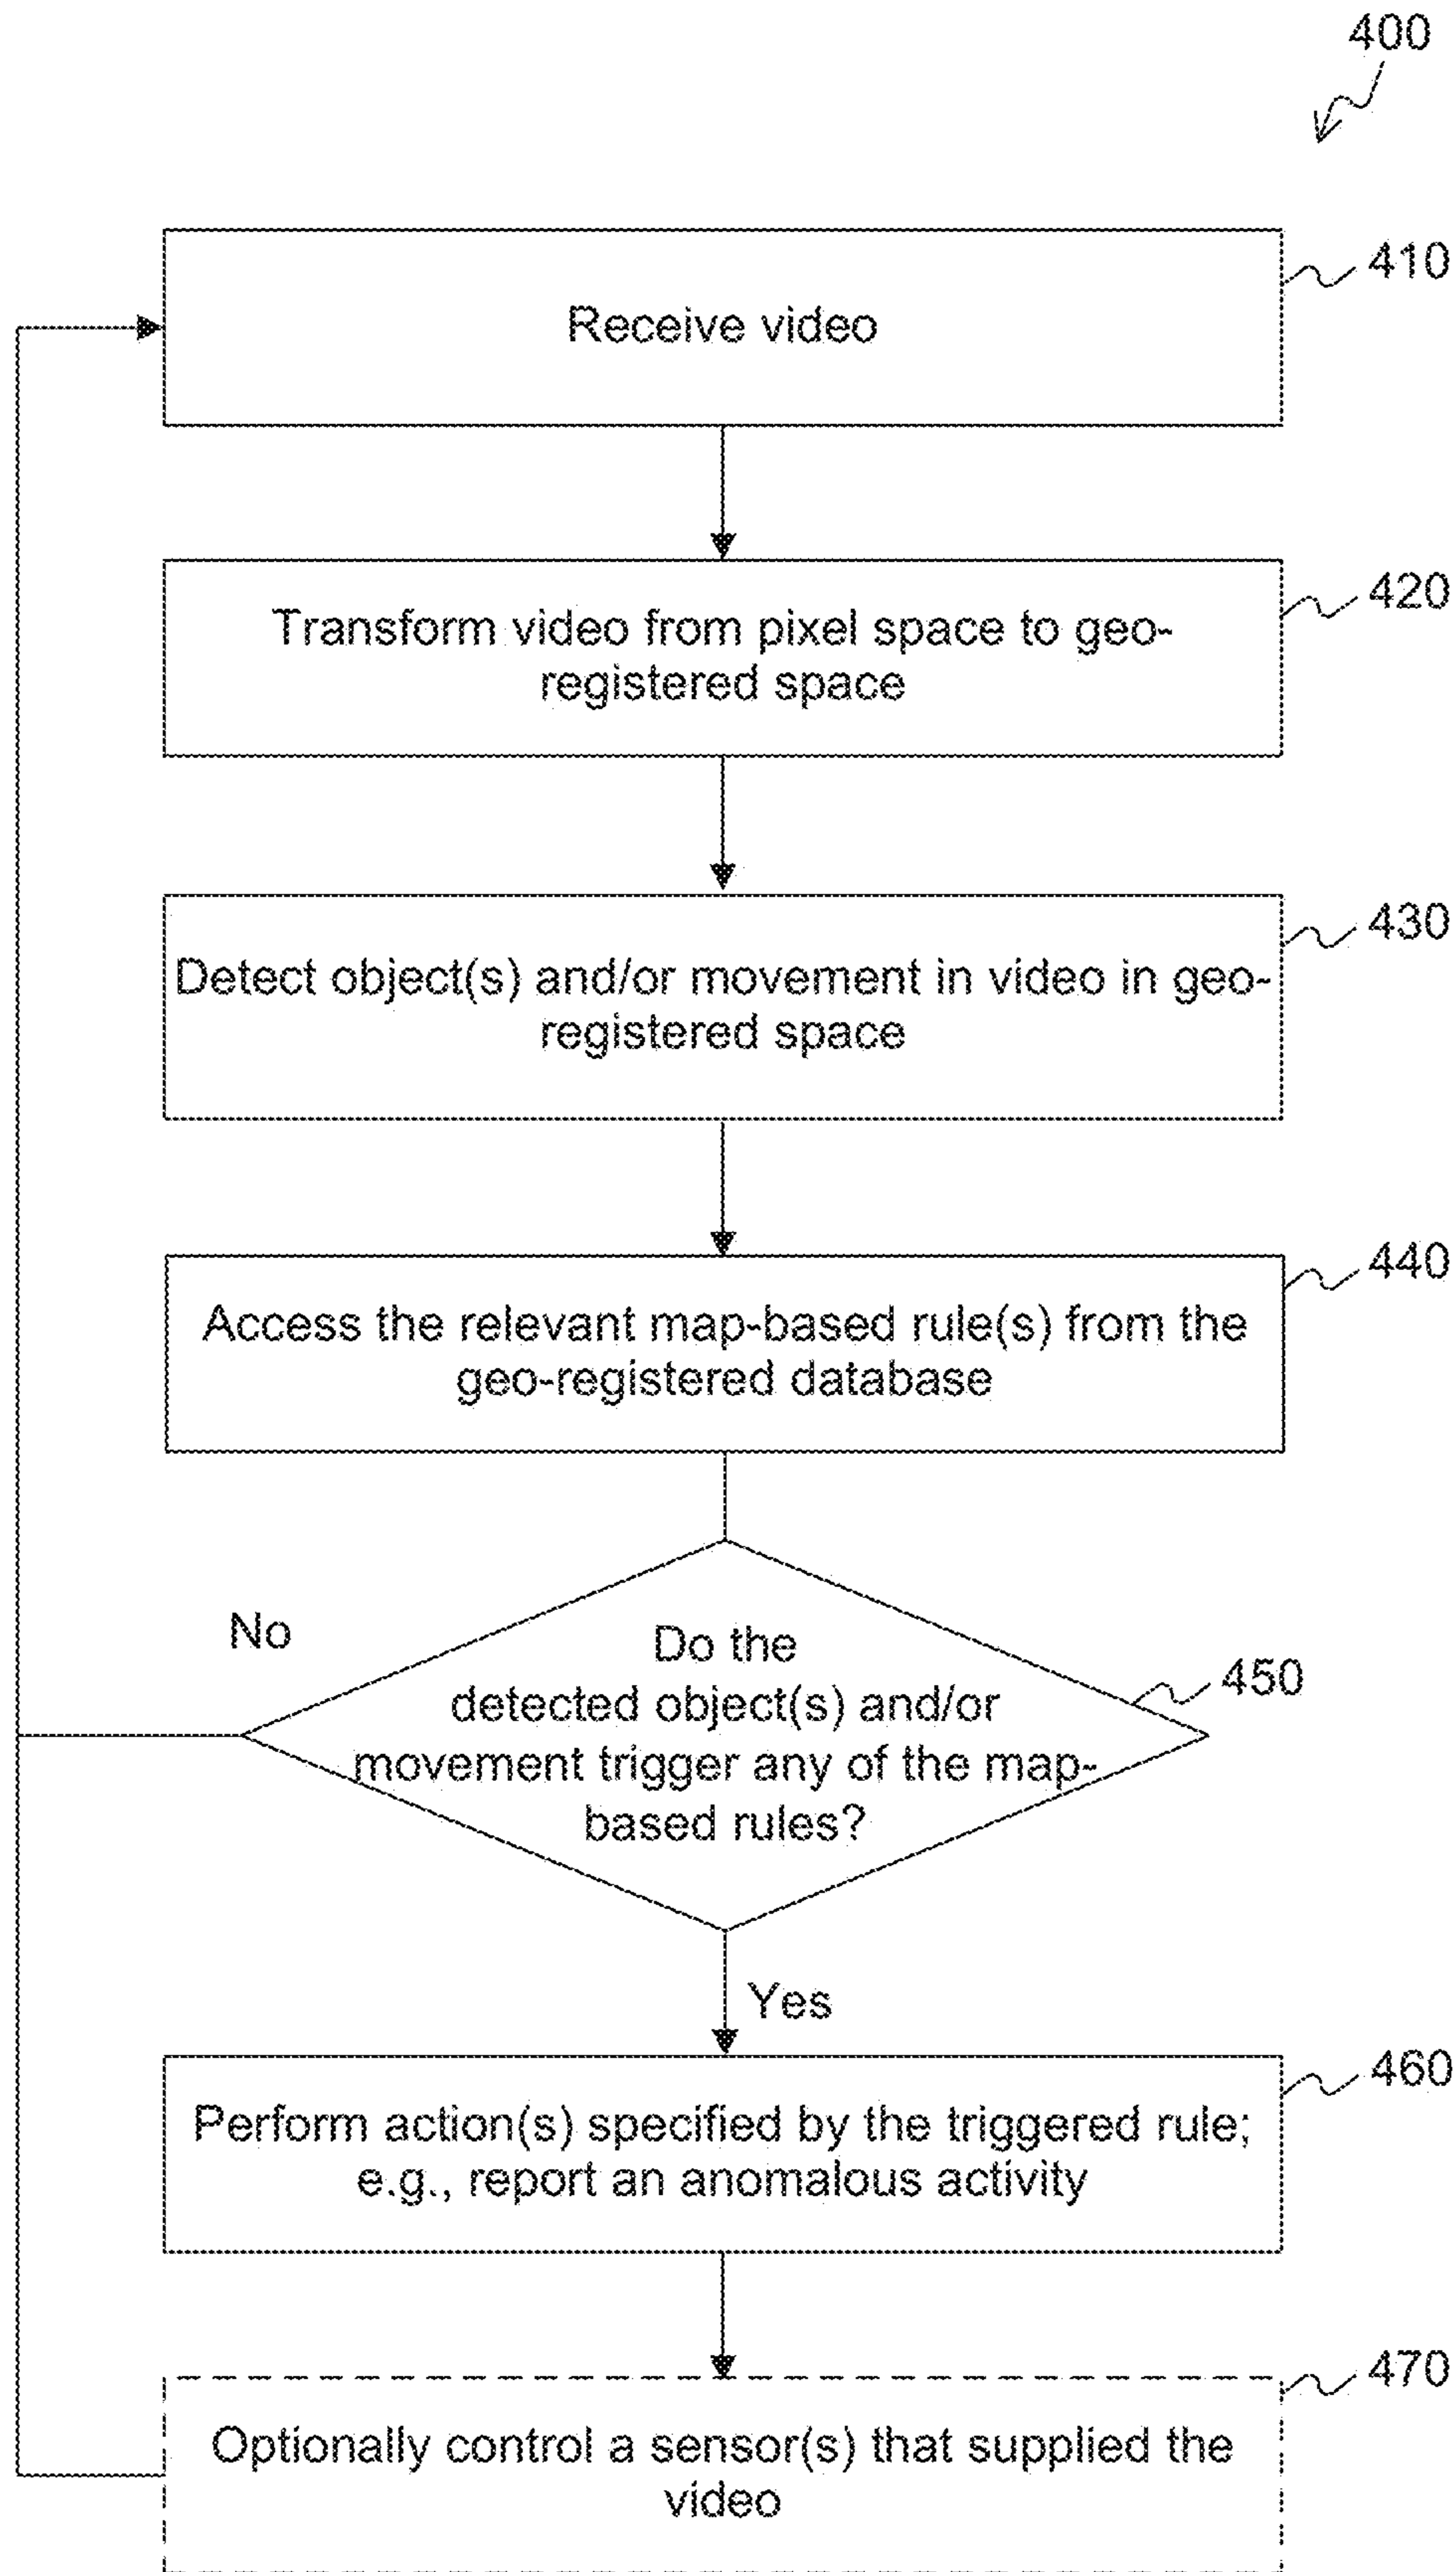 400
410
Receive video
420
Transform video from pixel space to geo-
registered space
430
Detect object(s) and/or movement in video in geo-
registered space
440
Access the relevant map-based rule(s) from the
geo-registered database
No
Do the
450
detected object(s) and/or
movement trigger any of the map-
based rules?
Yes
460
Perform action(s) specified by the triggered rule;
e.g., report an anomalous activity
470
Optionally control a sensor(s) that supplied the
video